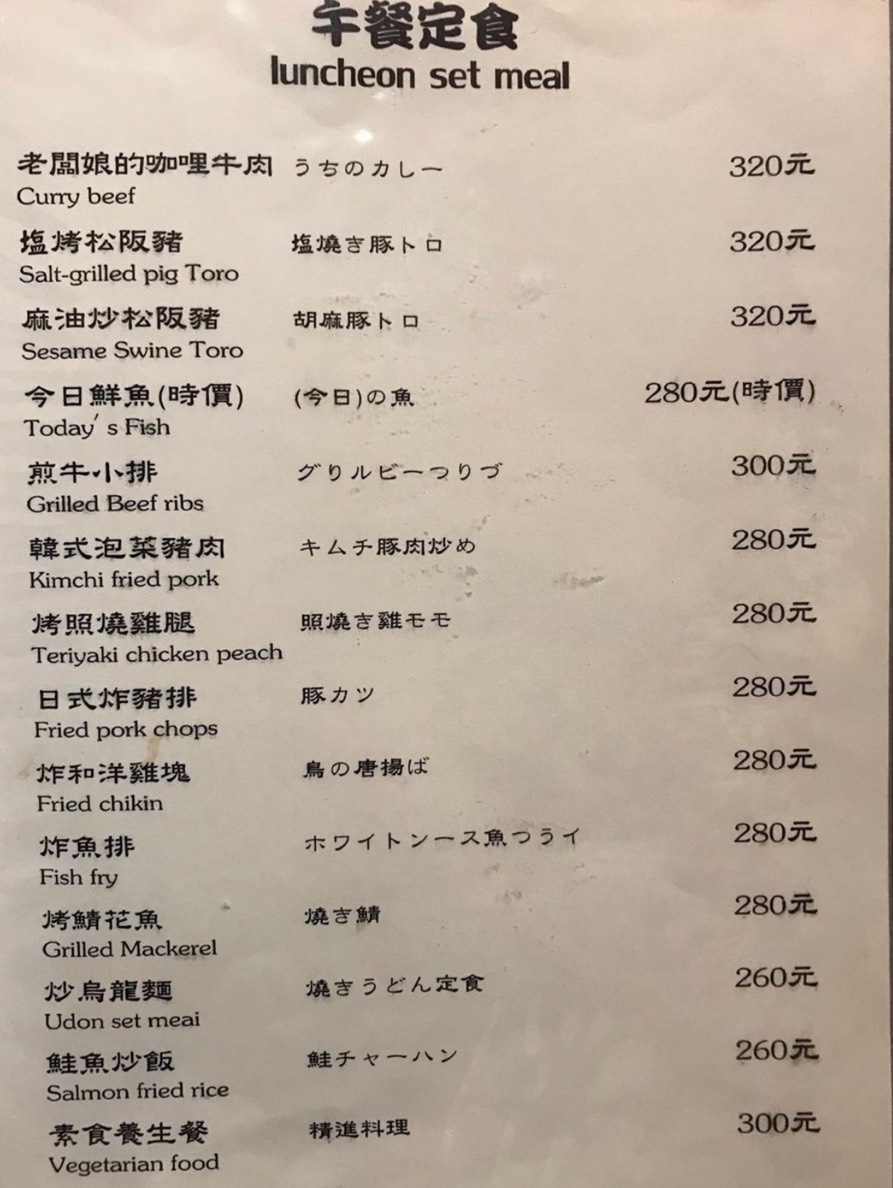 午餐定食
luncheon set meal
老闆娘的咖哩牛肉 うちのカレー 320元
Curry beef
塩烤松阪豬 塩燒き豚トロ 320元
Salt-grilled pig Toro
麻油炒松阪豬 胡麻豚トロ 320元
Sesame Swine Toro
今日鮮魚(時價) (今日)の魚 280元(時價)
Today's Fish
煎牛小排 グリルビーつりづ 300元
Grilled Beef ribs
韓式泡菜豬肉 キムチ豚肉炒め 280元
Kimchi fried pork
烤照燒雞腿 照燒き雞モモ 280元
Teriyaki chicken peach
日式炸豬排 豚カツ 280元
Fried pork chops
炸和洋雞塊 鳥の唐揚ば 280元
Fried chikin
炸魚排 ホワイトンース魚つうイ 280元
Fish fry
烤鯖花魚 燒き鯖 280元
Grilled Mackerel
炒烏龍麵 燒きうどん定食 260元
Udon set meai
鮭魚炒飯 鮭チャーハン 260元
Salmon fried rice
素食養生餐 精進料理 300元
Vegetarian food